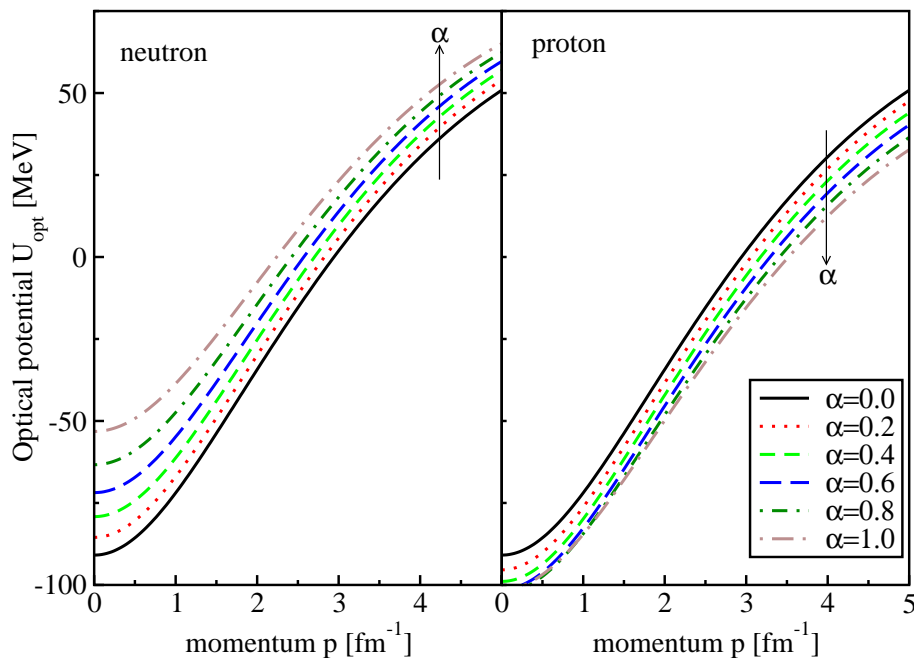 neutron
α
proton
α
Optical potential U_opt [MeV]
50
0
-50
-100
0
1
2
3
4
0
1
2
3
4
5
momentum p [fm^-1]
momentum p [fm^-1]
α=0.0
α=0.2
α=0.4
α=0.6
α=0.8
α=1.0